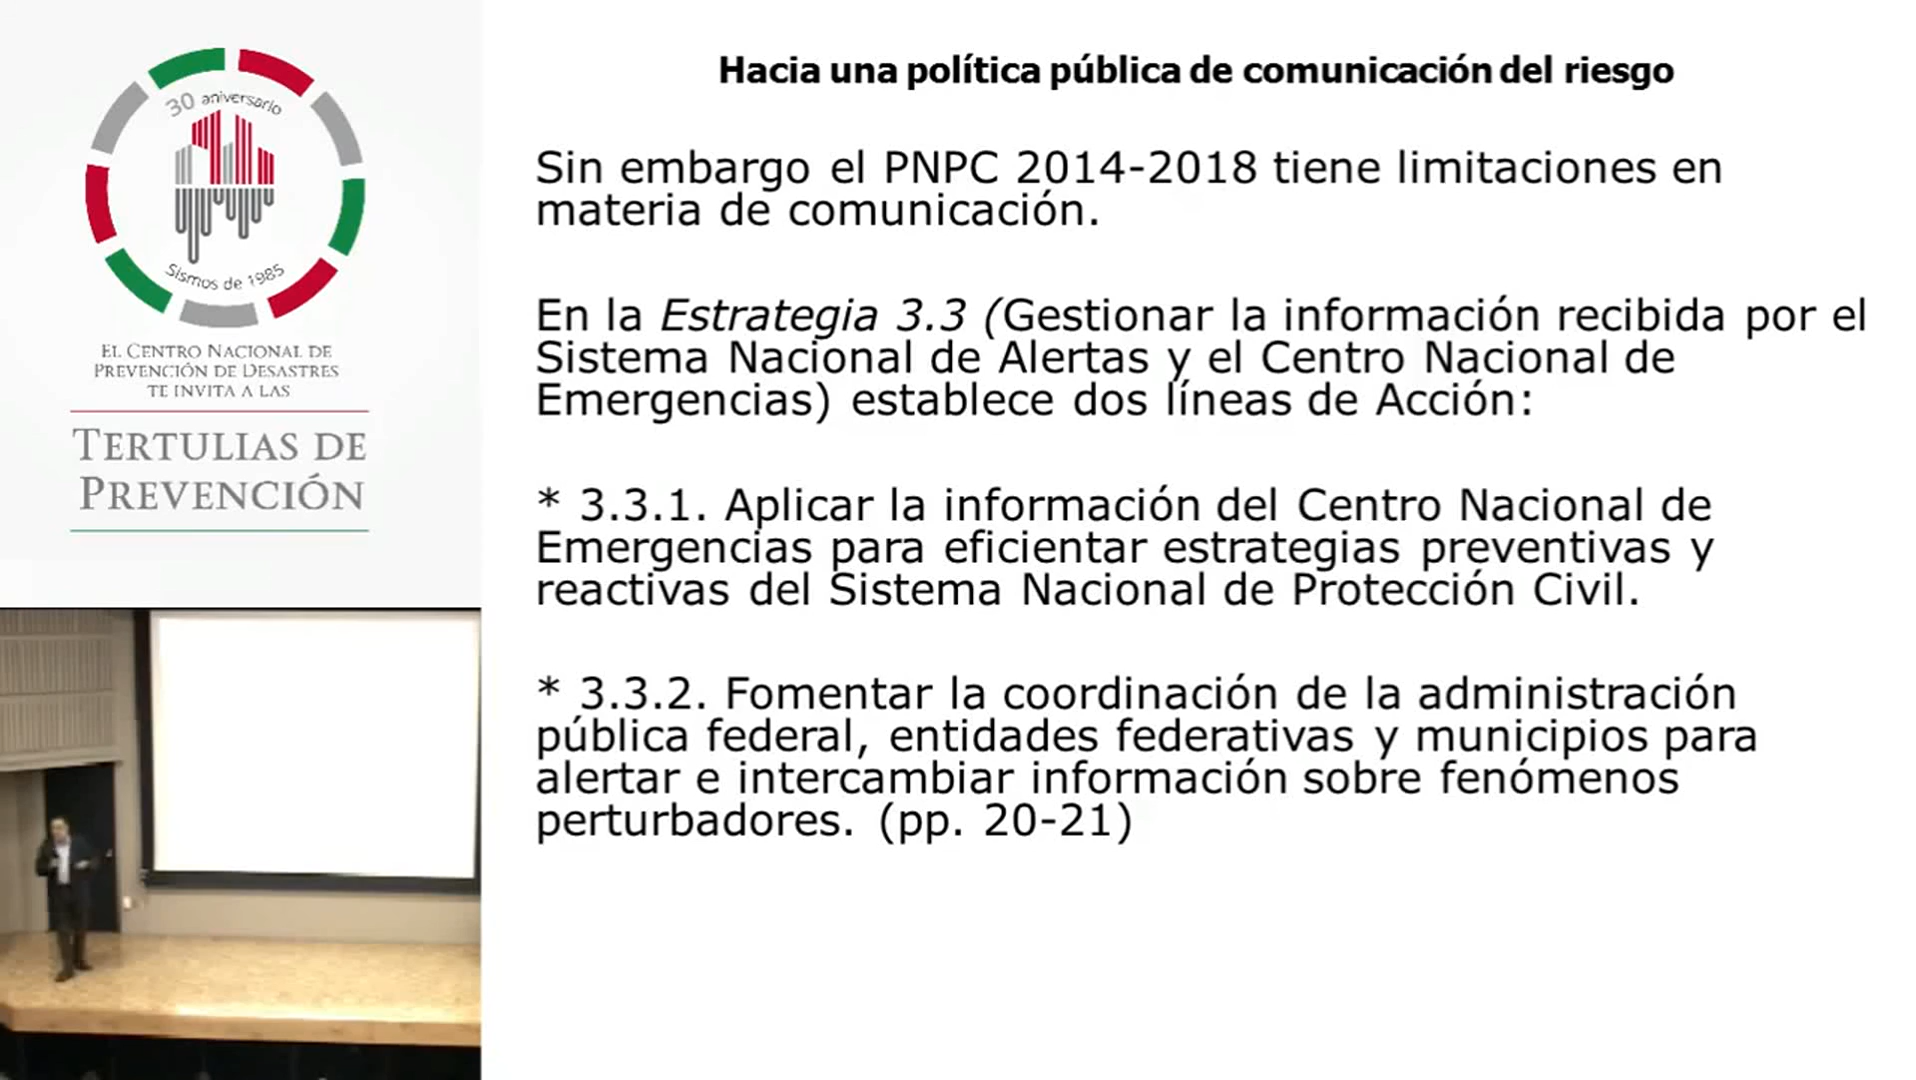 30 aniversario
Sismos de 1985
EL CENTRO NACIONAL DE
PREVENCIÓN DE DESASTRES
TE INVITA A LAS
TERTULIAS DE
PREVENCIÓN
Hacia una política pública de comunicación del riesgo
Sin embargo el PNPC 2014-2018 tiene limitaciones en
materia de comunicación.
En la Estrategia 3.3 (Gestionar la información recibida por el
Sistema Nacional de Alertas y el Centro Nacional de
Emergencias) establece dos líneas de Acción:
* 3.3.1. Aplicar la información del Centro Nacional de
Emergencias para eficientar estrategias preventivas y
reactivas del Sistema Nacional de Protección Civil.
* 3.3.2. Fomentar la coordinación de la administración
pública federal, entidades federativas y municipios para
alertar e intercambiar información sobre fenómenos
perturbadores. (pp. 20-21)